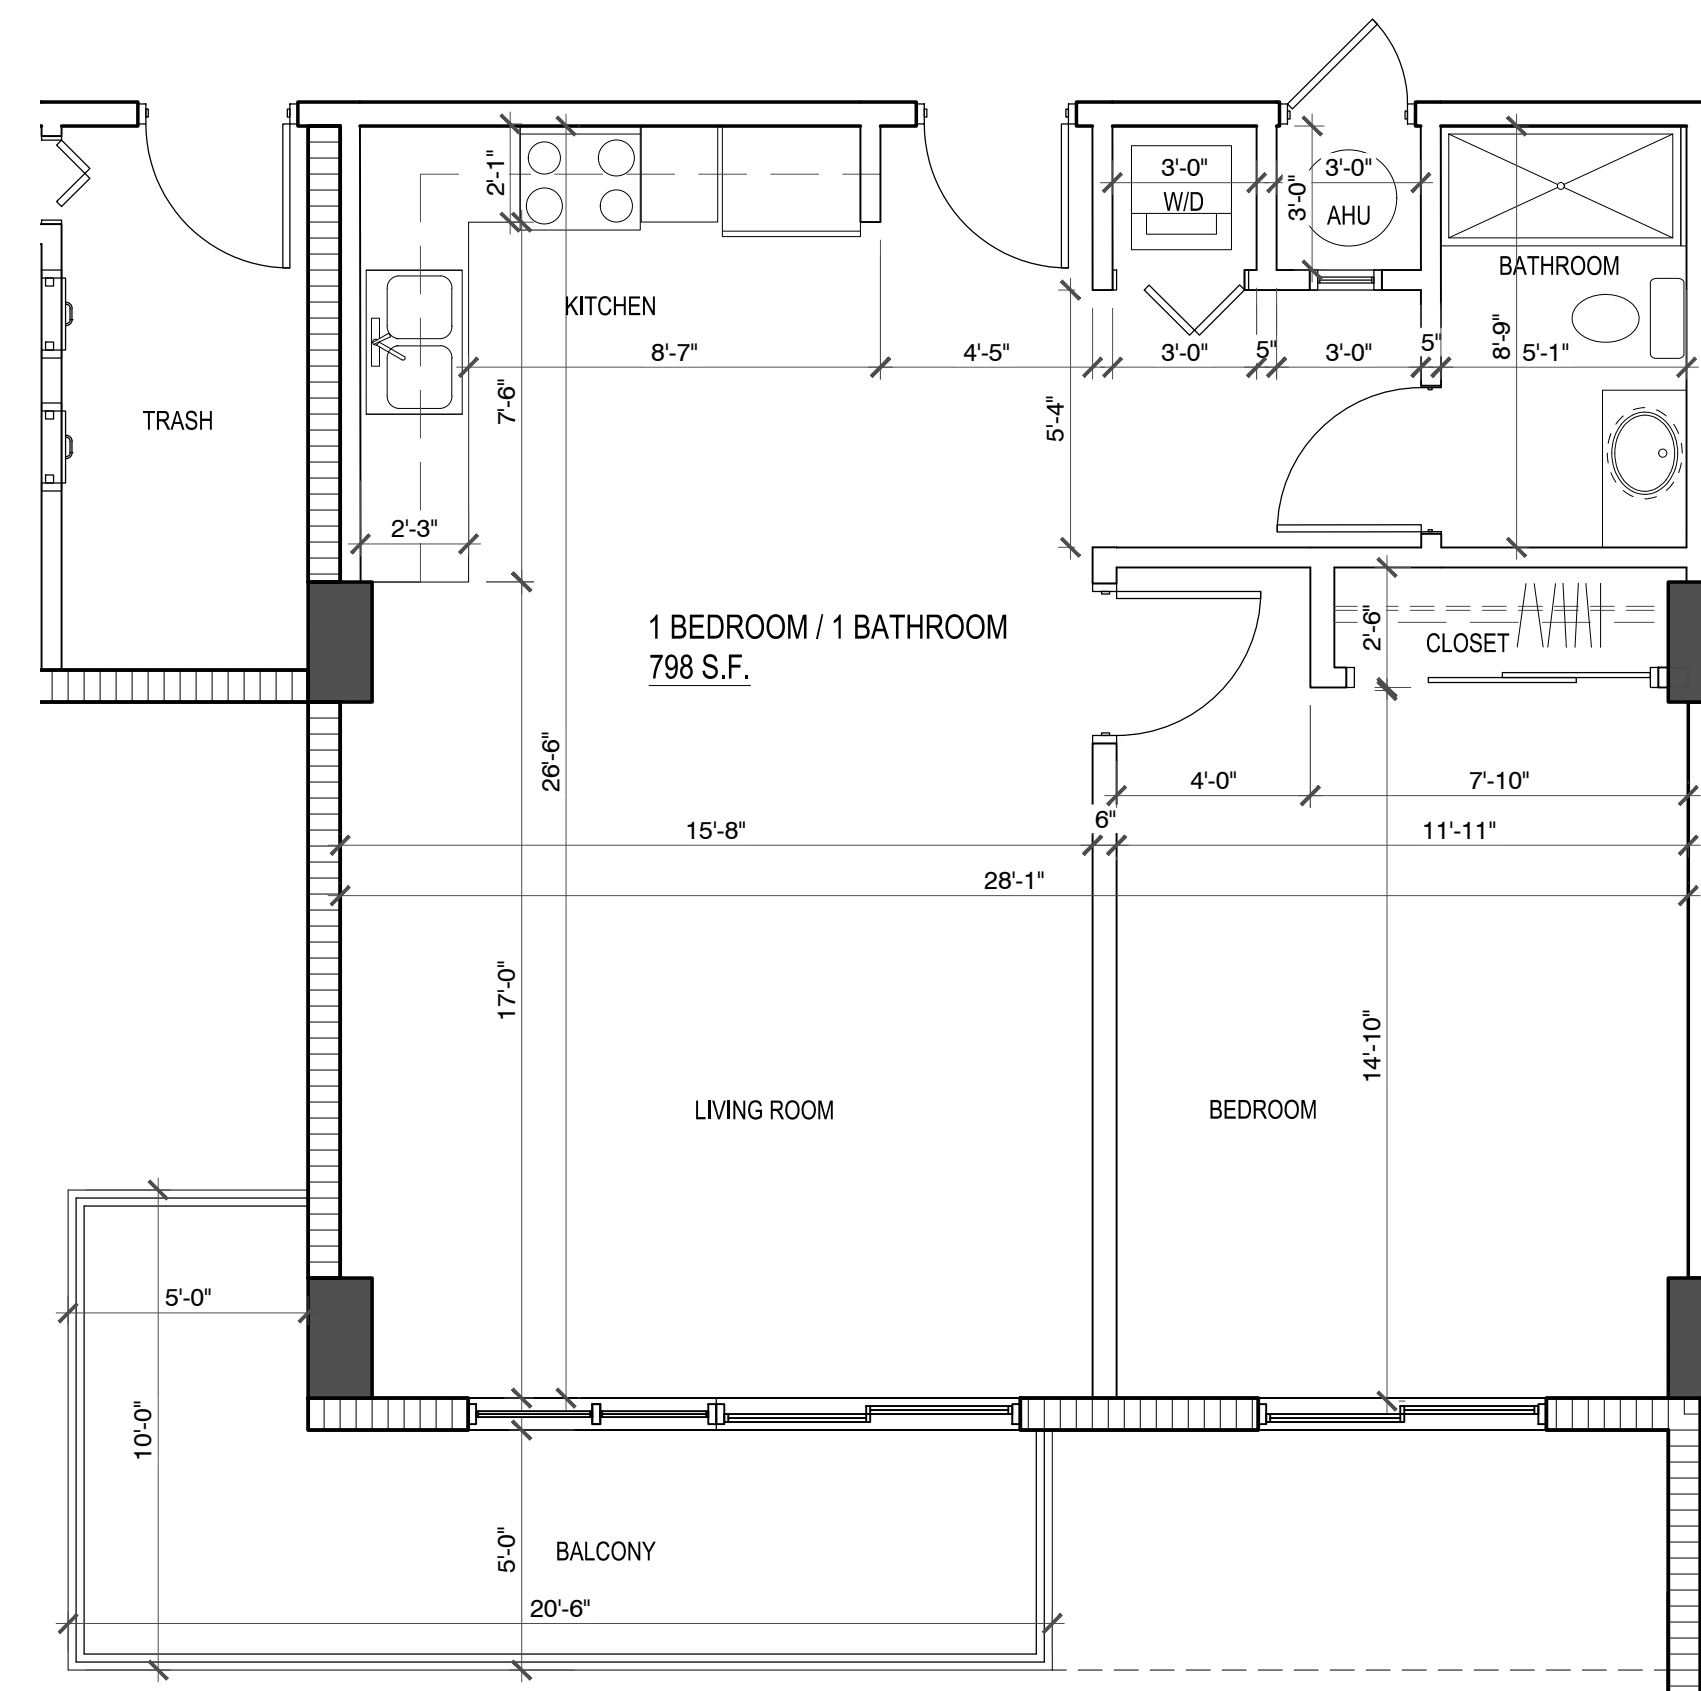 2'-1"
3'-0"
W/D
3'-0"
3'-0"
AHU
BATHROOM
KITCHEN
8'-7"
4'-5"
3'-0"
5"
3'-0"
5"
8'-9"
5'-1"
7'-6"
5'-4"
TRASH
2'-3"
1 BEDROOM / 1 BATHROOM
798 S.F.
2'-6"
CLOSET
26'-6"
4'-0"
7'-10"
15'-8"
6"
11'-11"
28'-1"
17'-0"
14'-10"
LIVING ROOM
BEDROOM
5'-0"
10'-0"
5'-0"
BALCONY
20'-6"